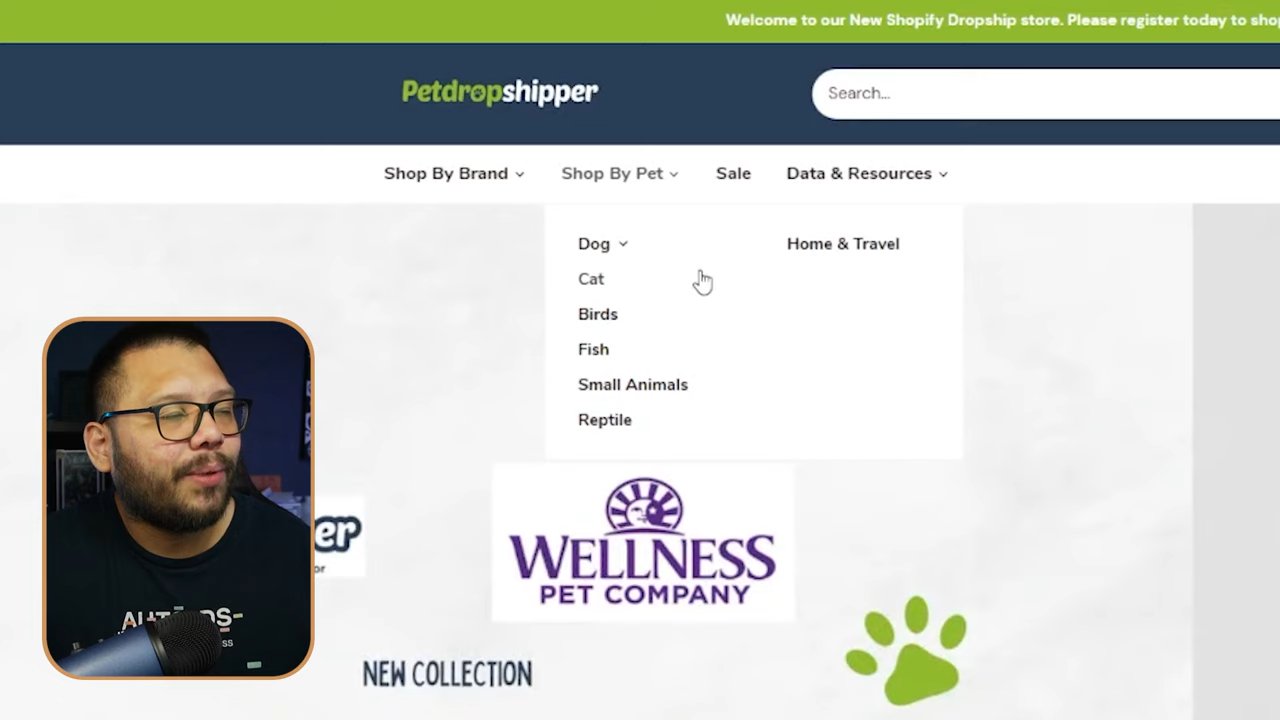 Welcome to our New Shopify Dropship store. Please register today to shop
Petdropshipper
Search...
Shop By Brand
Shop By Pet
Sale
Data & Resources
Dog
Home & Travel
Cat
Birds
Fish
Small Animals
Reptile
er
or
WELLNESS
PET COMPANY
NEW COLLECTION